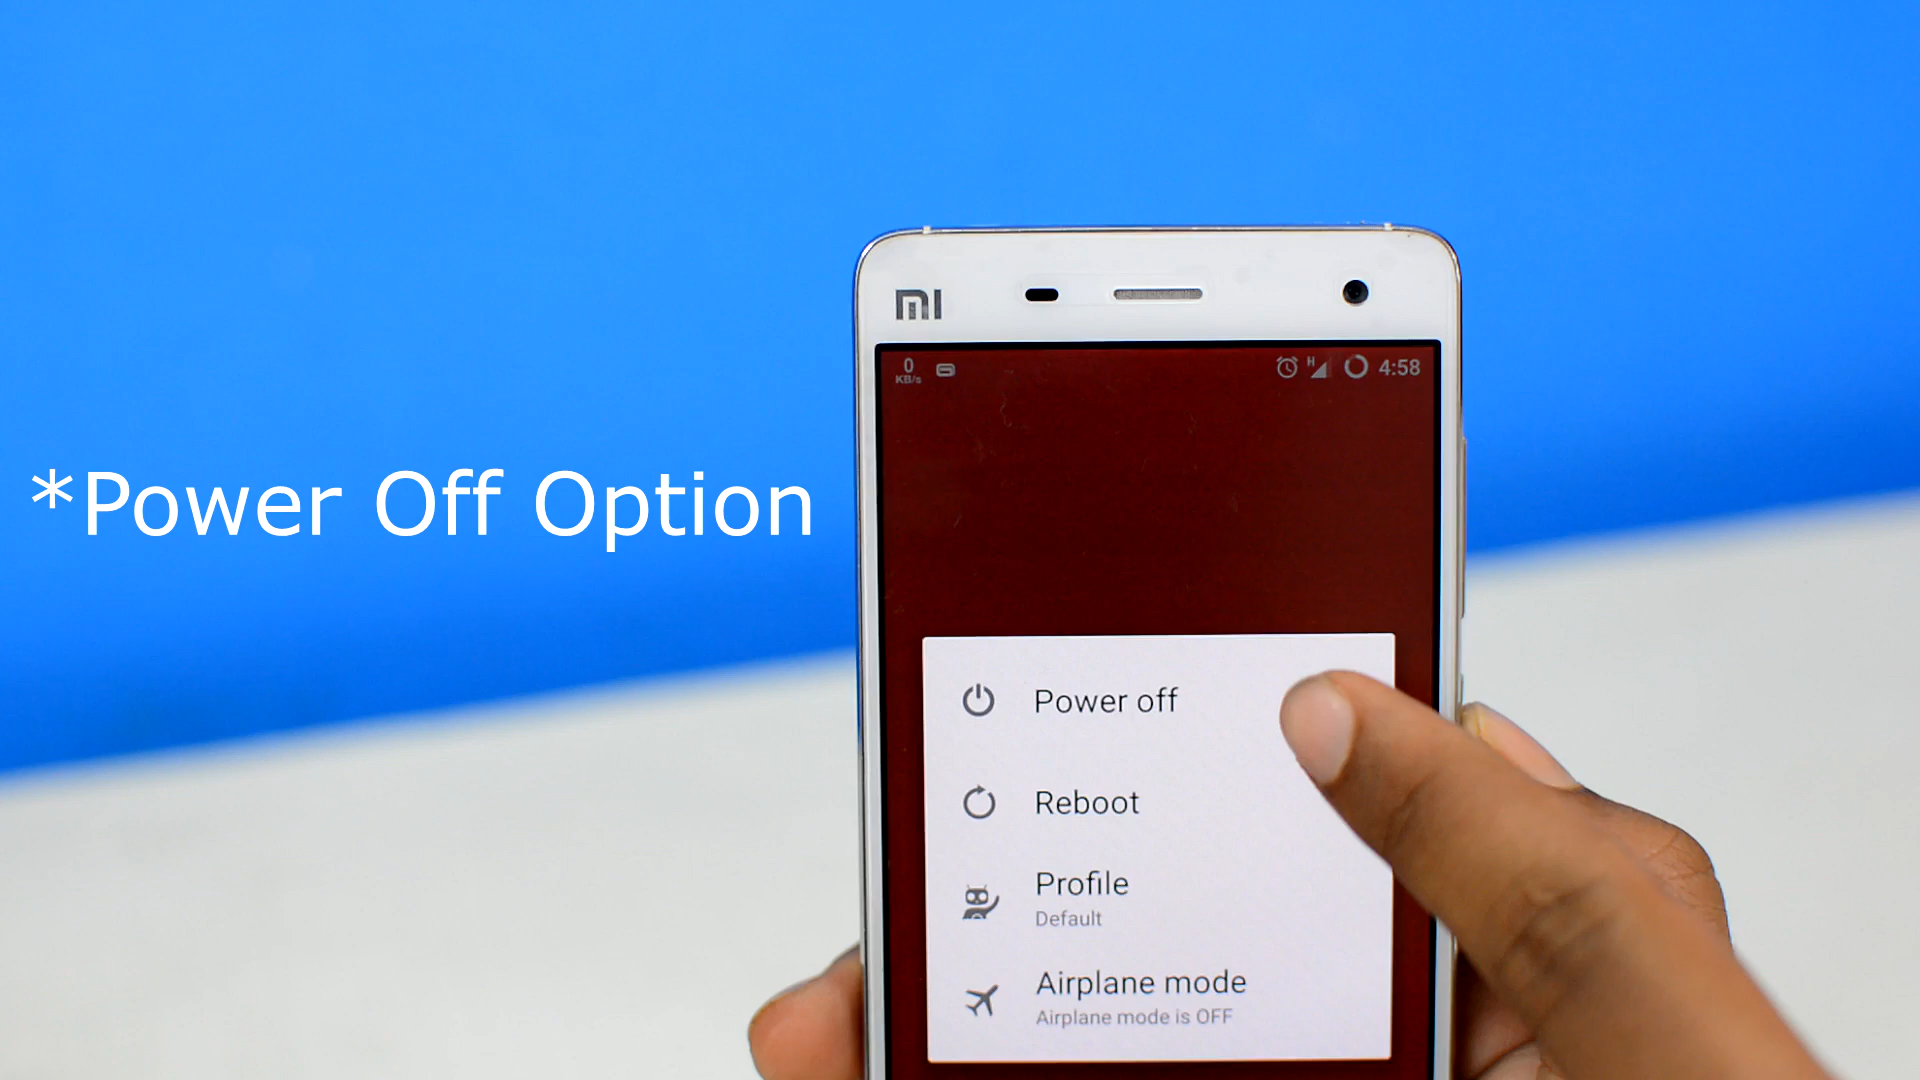 mi
0
KB/s
H
4:58
*Power Off Option
Power off
Reboot
Profile
Default
Airplane mode
Airplane mode is OFF